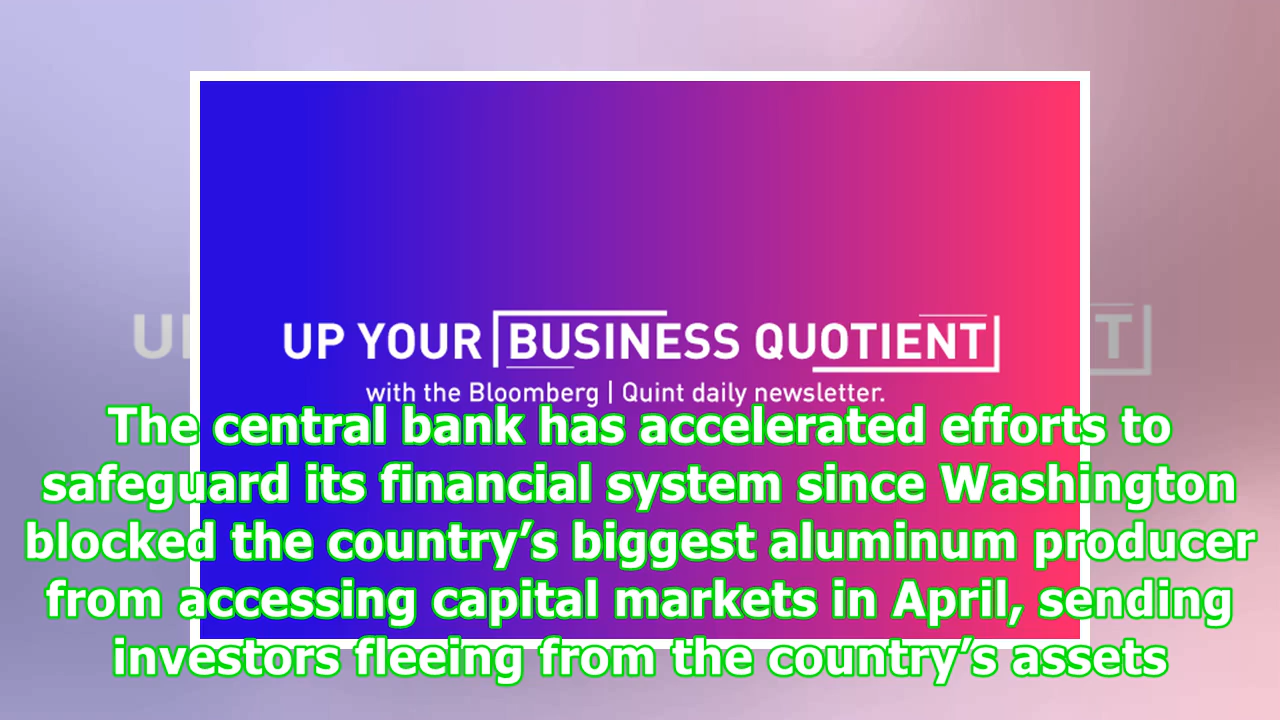 UP YOUR BUSINESS QUOTIENT
with the Bloomberg | Quint daily newsletter.
The central bank has accelerated efforts to
safeguard its financial system since Washington
blocked the country’s biggest aluminum producer
from accessing capital markets in April, sending
investors fleeing from the country’s assets